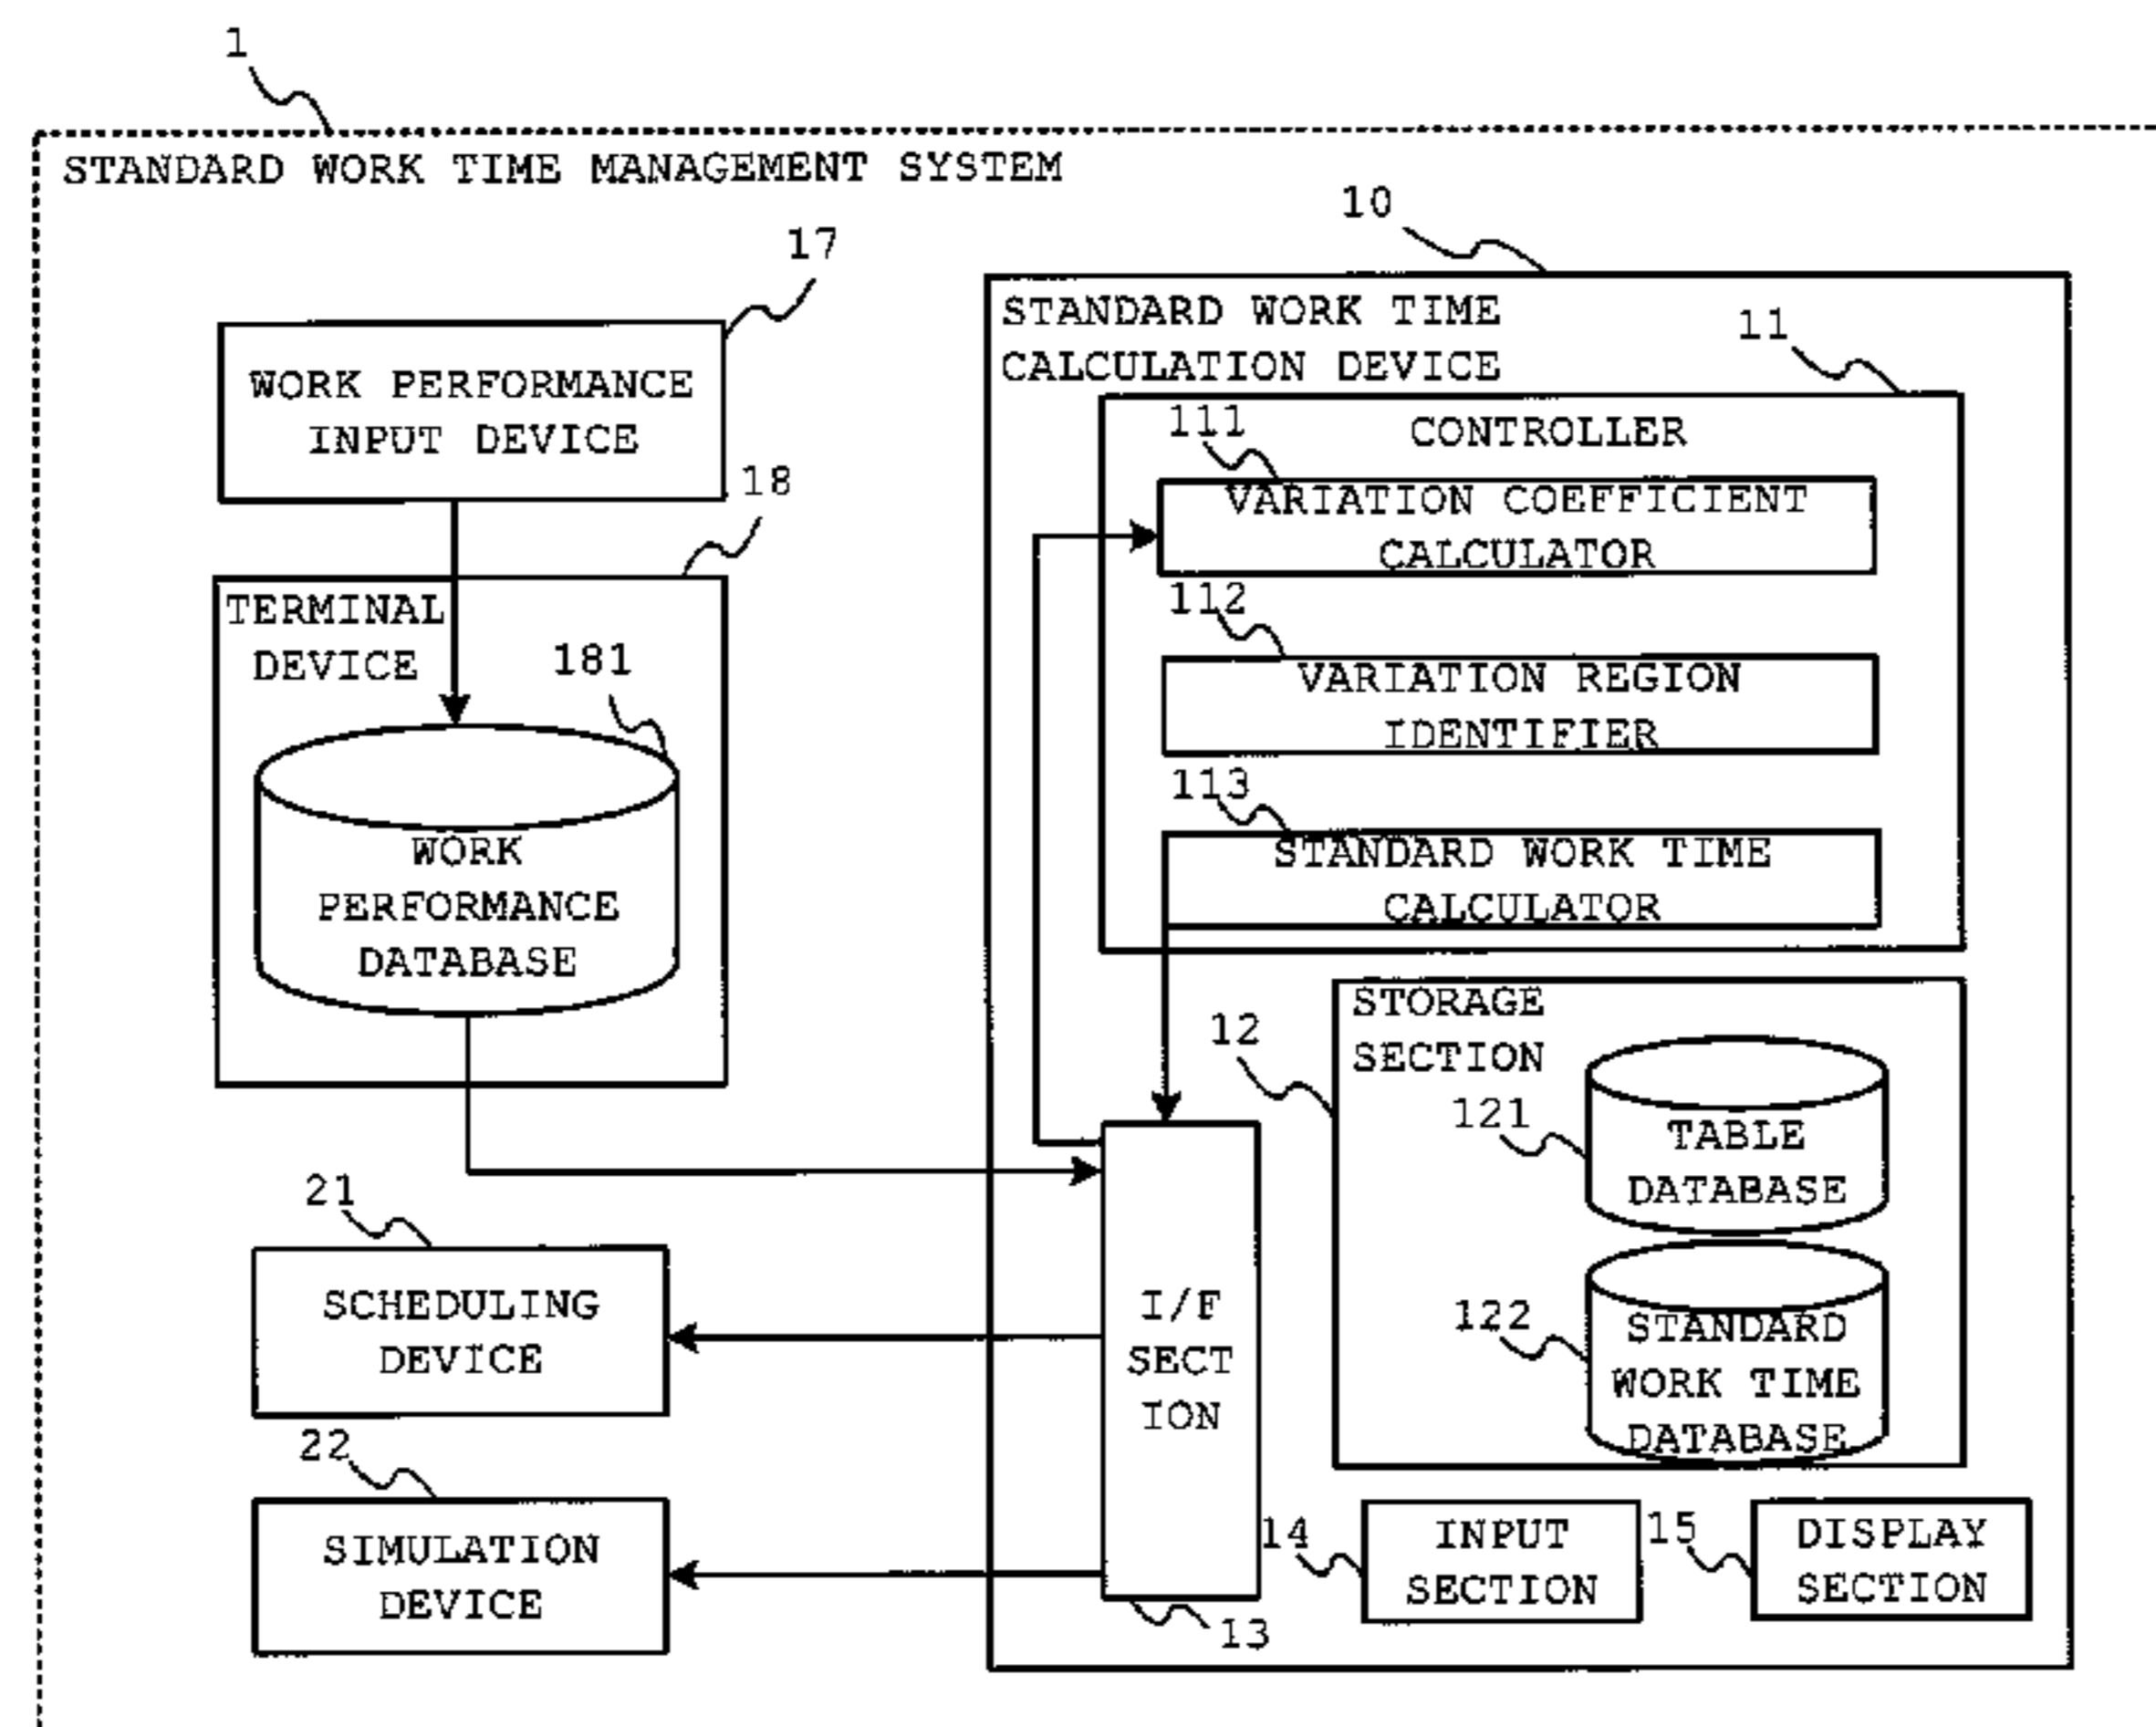 1
STANDARD WORK TIME MANAGEMENT SYSTEM
17
WORK PERFORMANCE
INPUT DEVICE
18
TERMINAL
DEVICE
181
WORK
PERFORMANCE
DATABASE
21
SCHEDULING
DEVICE
22
SIMULATION
DEVICE
10
STANDARD WORK TIME
CALCULATION DEVICE
11
CONTROLLER
111
VARIATION COEFFICIENT
CALCULATOR
112
VARIATION REGION
IDENTIFIER
113
STANDARD WORK TIME
CALCULATOR
12
STORAGE
SECTION
121
TABLE
DATABASE
122
STANDARD
WORK TIME
DATABASE
I/F
SECT
ION
13
14
INPUT
SECTION
15
DISPLAY
SECTION